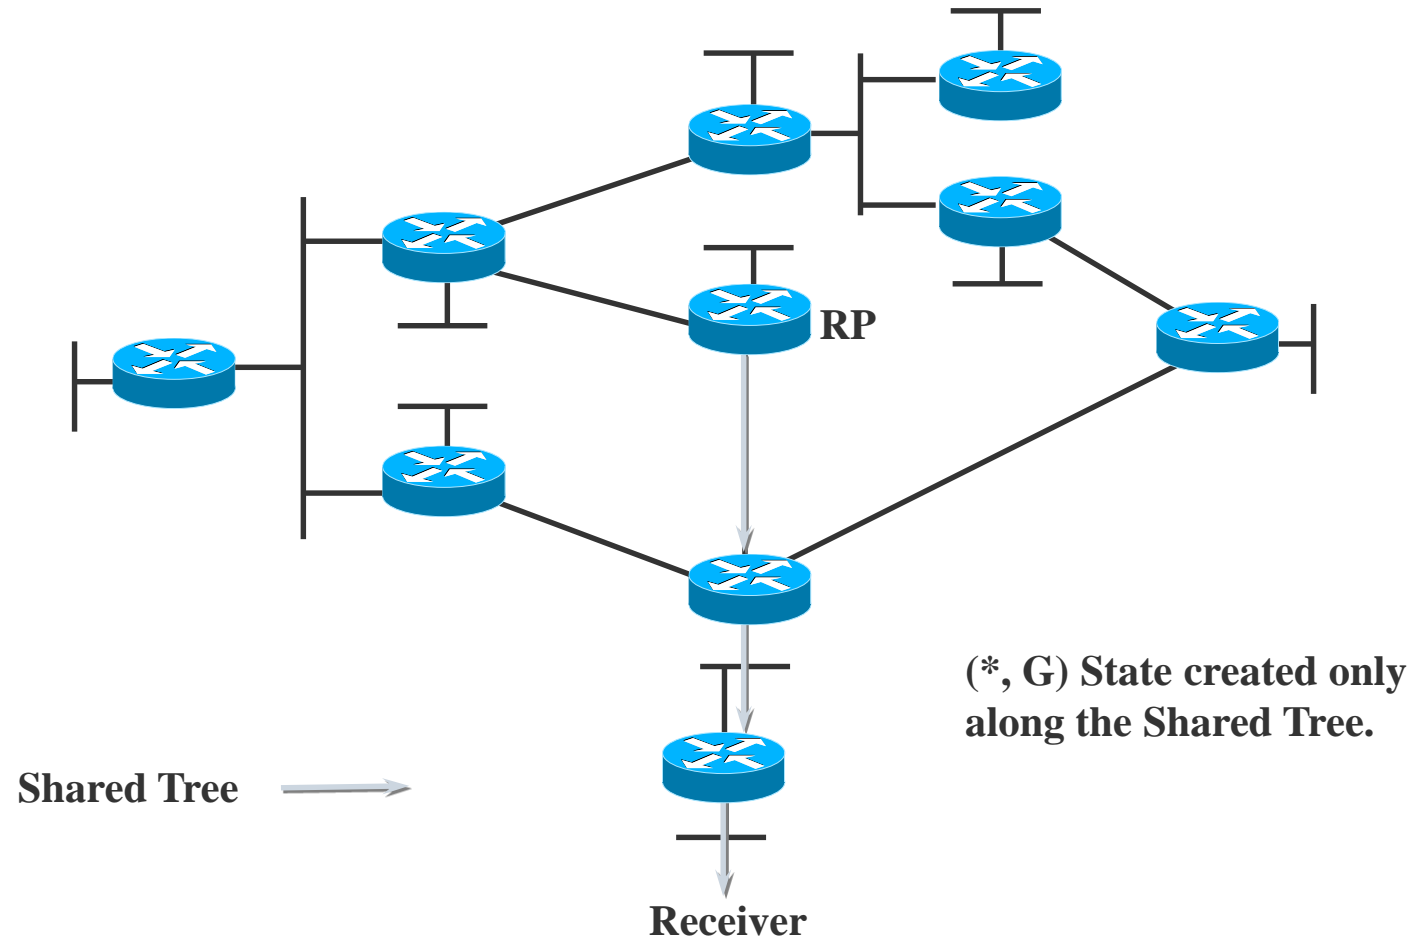 RP
(*, G) State created only
along the Shared Tree.
Shared Tree
Receiver